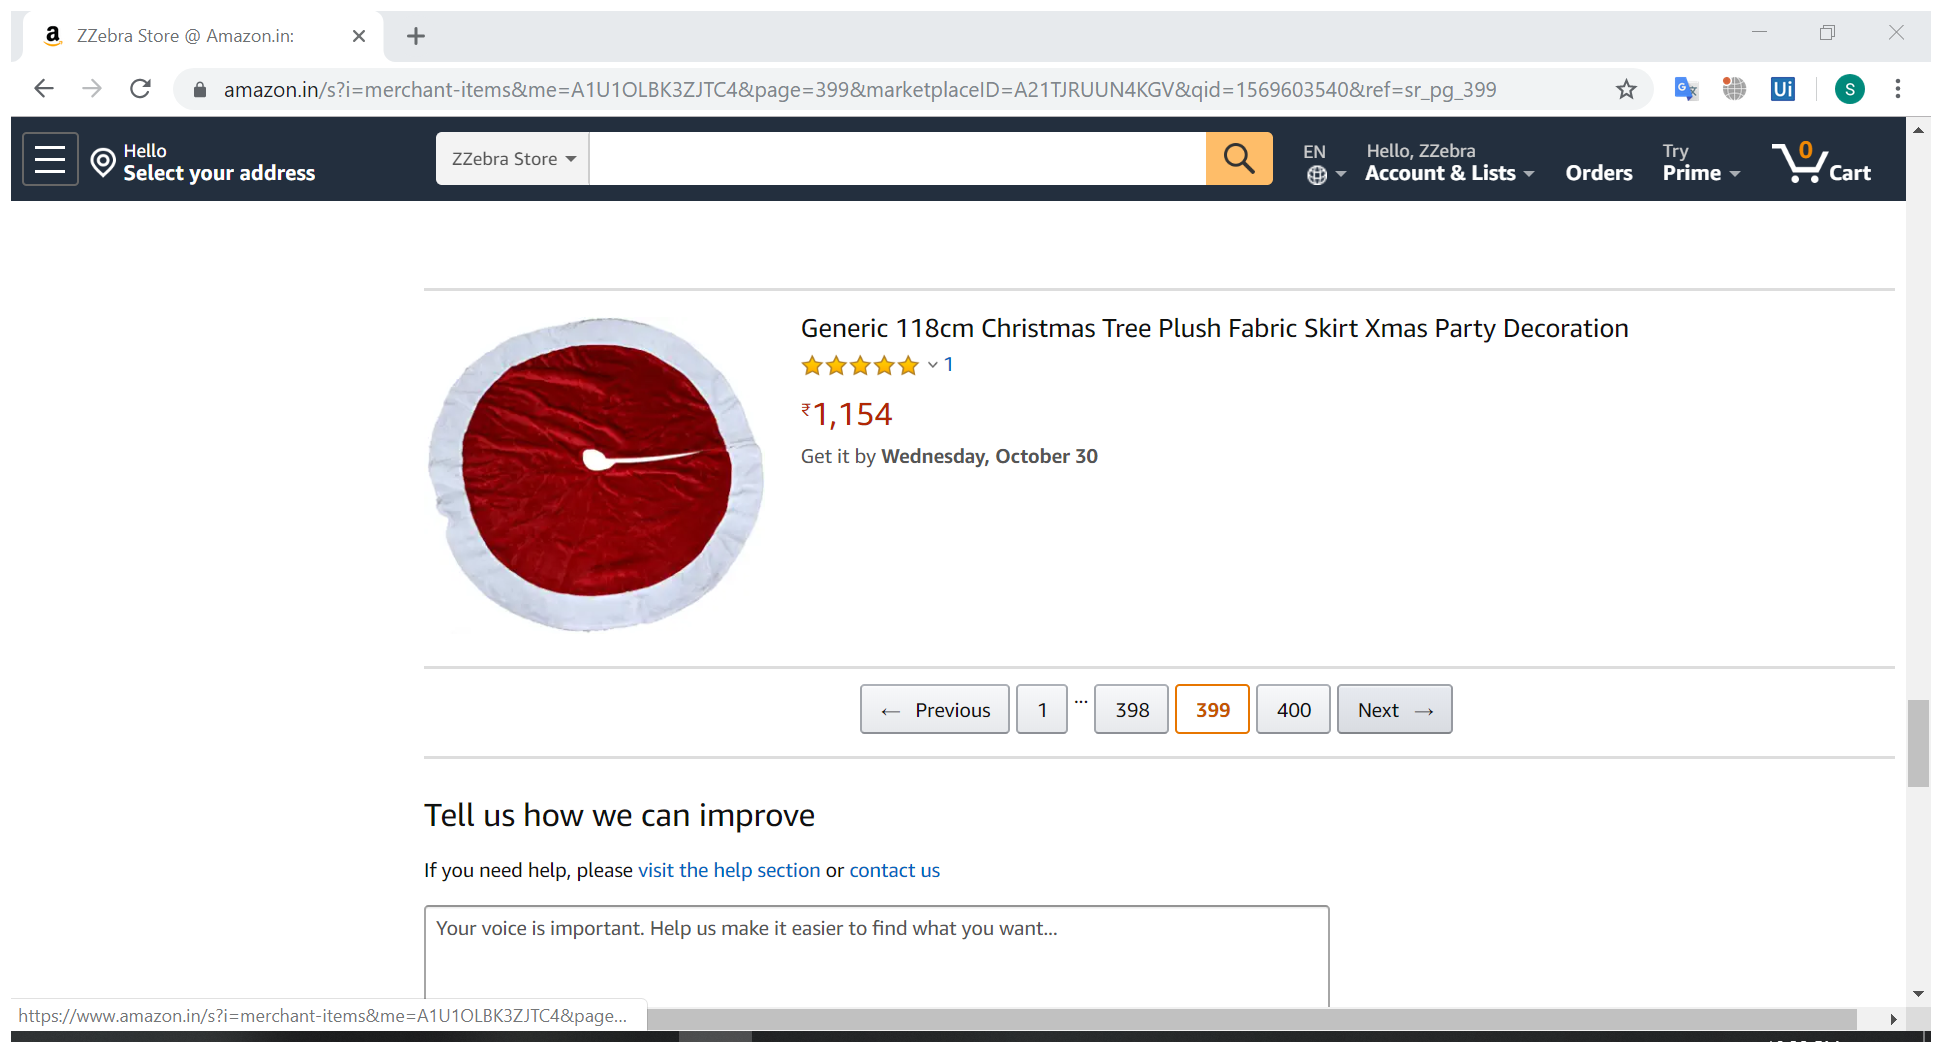 ZZebra Store @ Amazon.in:
amazon.in/s?i=merchant-items&me=A1U1OLBK3ZJTC4&page=399&marketplaceID=A21TJRUUN4KGV&qid=1569603540&ref=sr_pg_399
Ui
S
Hello
Select your address
ZZebra Store
EN
Hello, ZZebra
Account & Lists
Orders
Try
Prime
0
Cart
Generic 118cm Christmas Tree Plush Fabric Skirt Xmas Party Decoration
1
₹1,154
Get it by Wednesday, October 30
← Previous 1 ... 398 399 400 Next →
Tell us how we can improve
If you need help, please visit the help section or contact us
Your voice is important. Help us make it easier to find what you want...
https://www.amazon.in/s?i=merchant-items&me=A1U1OLBK3ZJTC4&page...